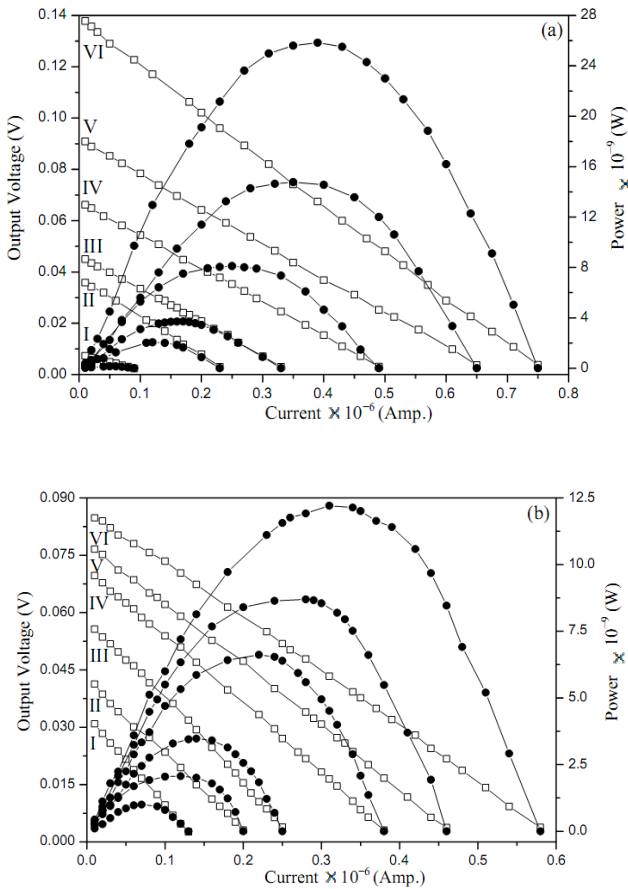 (a)
Output Voltage (V)
0.14
0.12
0.10
0.08
0.06
0.04
0.02
0.00
VI
V
IV
III
II
I
28
24
20
16
12
8
4
0
Power × 10⁻⁹ (W)
0.0 0.1 0.2 0.3 0.4 0.5 0.6 0.7 0.8
Current × 10⁻⁶ (Amp.)
(b)
Output Voltage (V)
0.090
0.075
0.060
0.045
0.030
0.015
0.000
VI
V
IV
III
II
I
12.5
10.0
7.5
5.0
2.5
0.0
Power × 10⁻⁹ (W)
0.0 0.1 0.2 0.3 0.4 0.5 0.6
Current × 10⁻⁶ (Amp.)